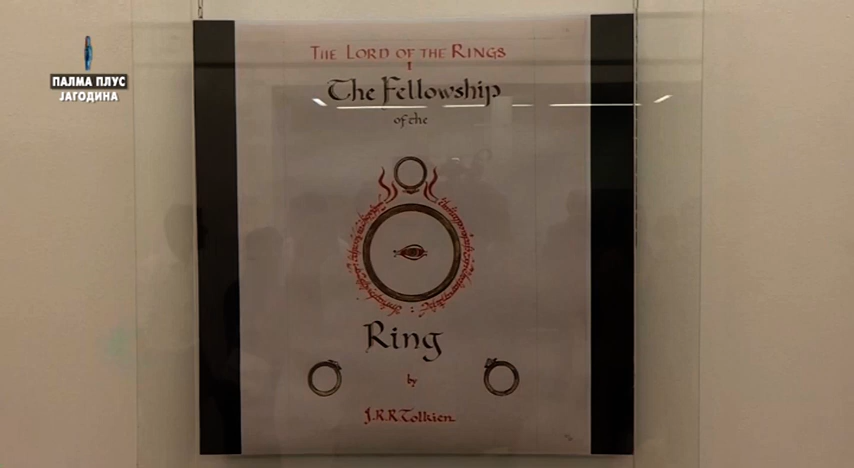 ПАЛМА ПЛУС
ЈАГОДИНА
THE LORD OF THE RINGS
I
The Fellowship
of the
Ring
by
J.R.R.Tolkien